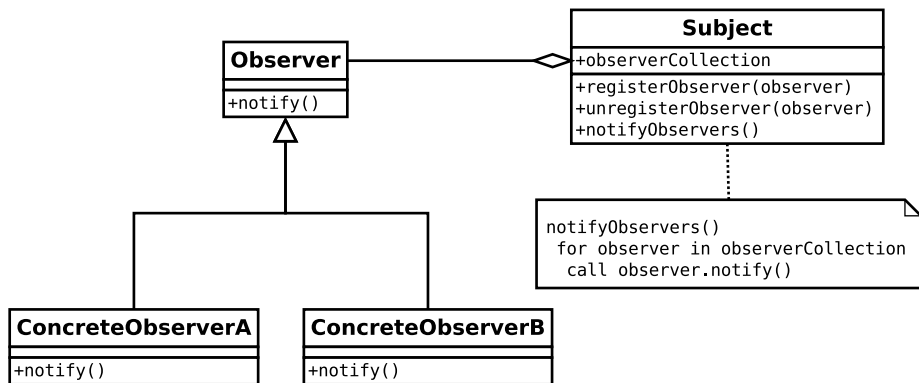 Observer
+notify()
Subject
+observerCollection
+registerObserver(observer)
+unregisterObserver(observer)
+notifyObservers()
notifyObservers()
for observer in observerCollection
call observer.notify()
ConcreteObserverA
+notify()
ConcreteObserverB
+notify()